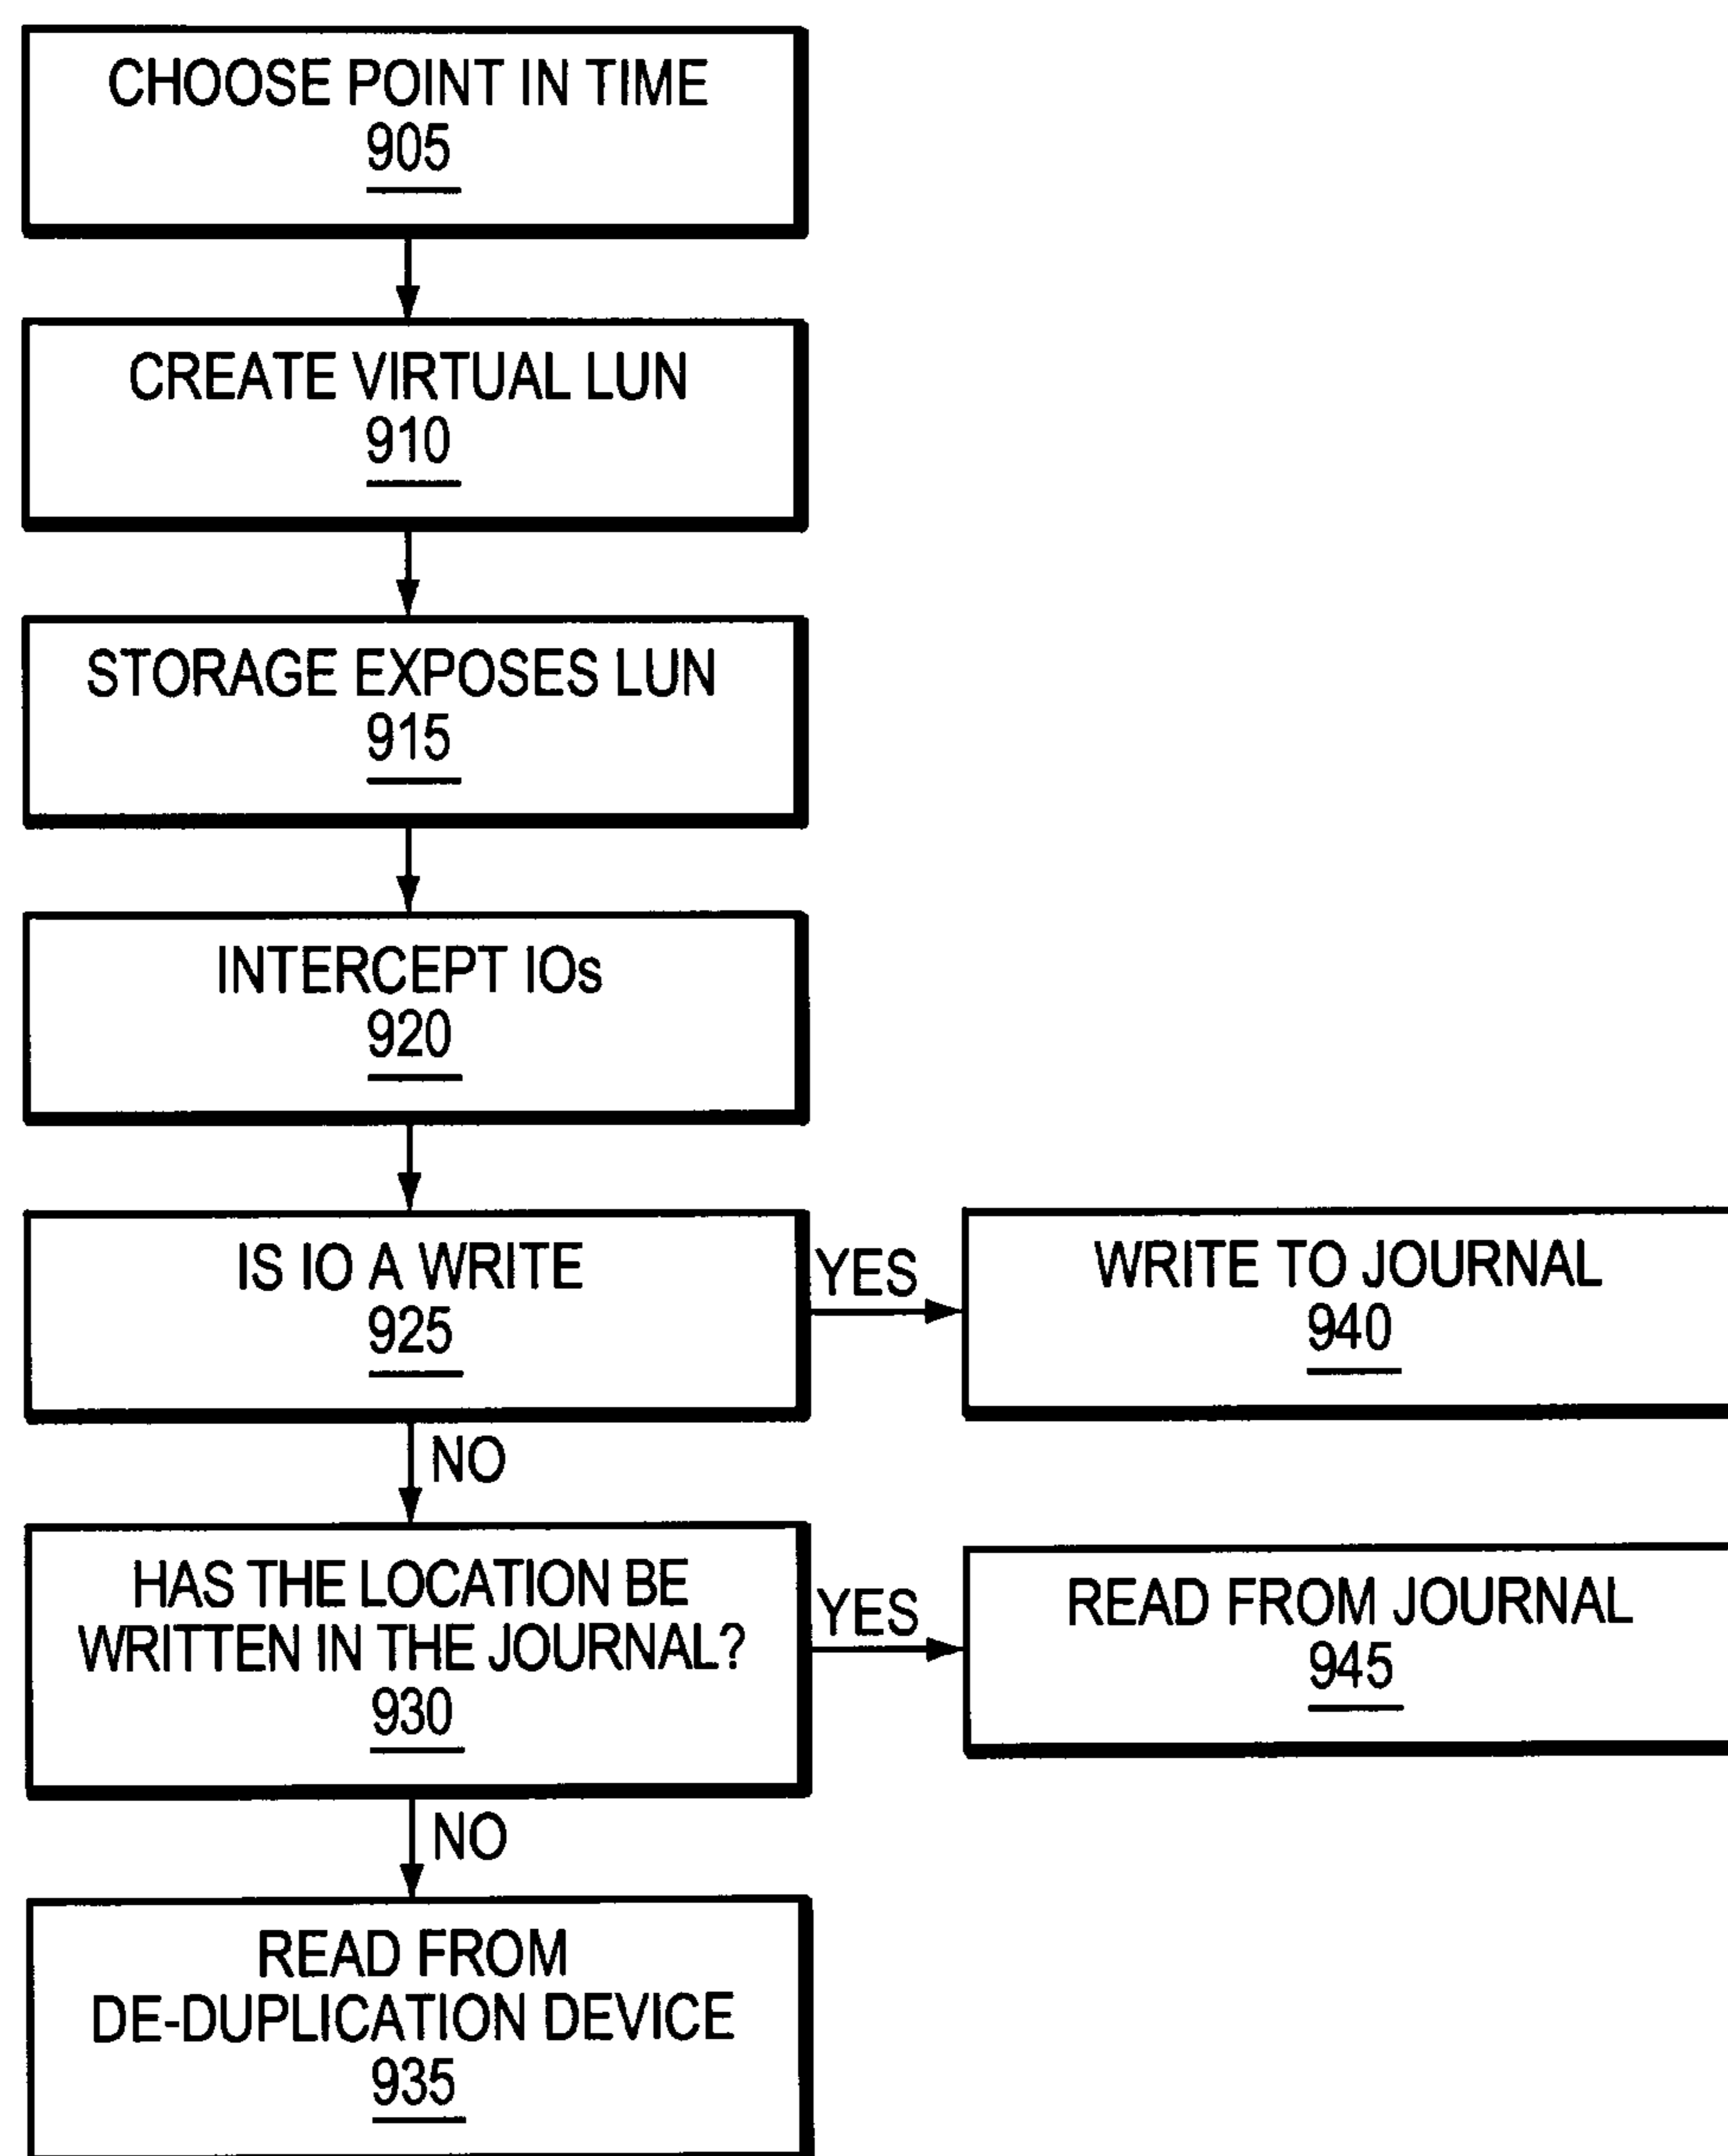 CHOOSE POINT IN TIME
905
CREATE VIRTUAL LUN
910
STORAGE EXPOSES LUN
915
INTERCEPT IOs
920
IS IO A WRITE
925
YES
WRITE TO JOURNAL
940
NO
HAS THE LOCATION BE
WRITTEN IN THE JOURNAL?
930
YES
READ FROM JOURNAL
945
NO
READ FROM
DE-DUPLICATION DEVICE
935